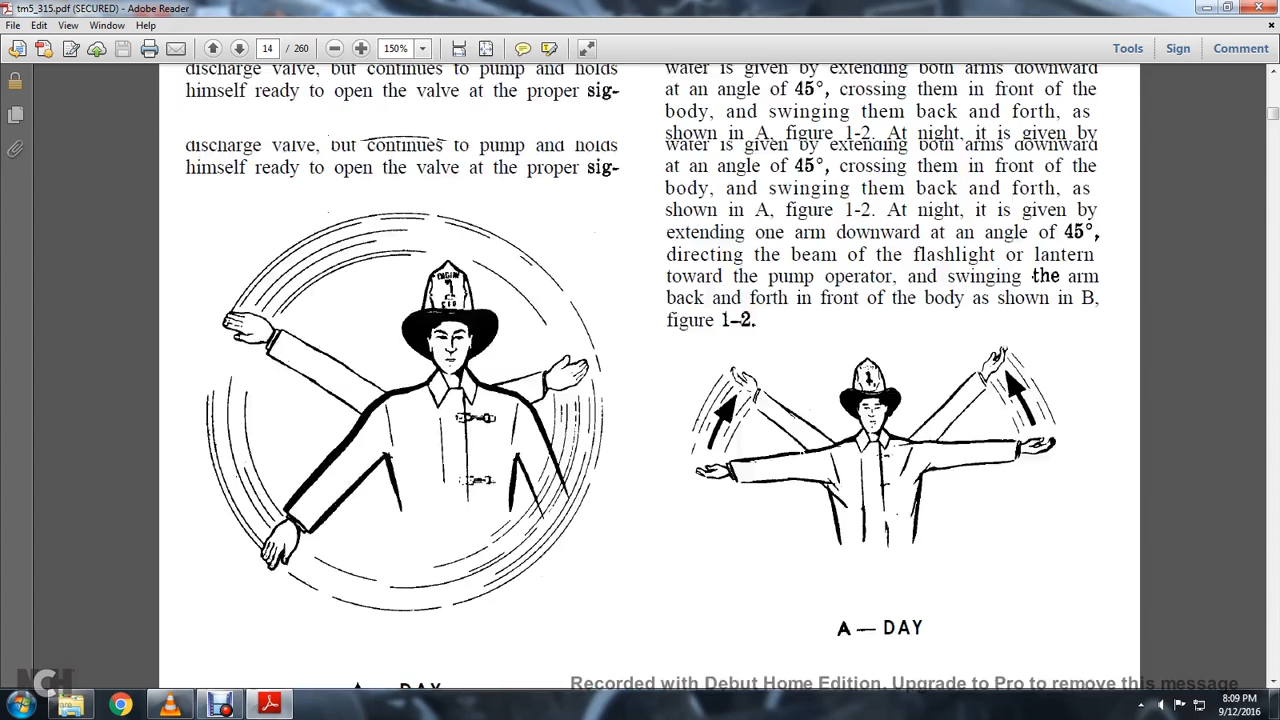 tm5_315.pdf (SECURED) - Adobe Reader
File Edit View Window Help
14 / 260 150% Tools Sign Comment
discharge valve, but continues to pump and holds
himself ready to open the valve at the proper sig-
discharge valve, but continues to pump and holds
himself ready to open the valve at the proper sig-
ENGINE
1
A — DAY
water is given by extending both arms downward
at an angle of 45°, crossing them in front of the
body, and swinging them back and forth, as
shown in A, figure 1-2. At night, it is given by
water is given by extending both arms downward
at an angle of 45°, crossing them in front of the
body, and swinging them back and forth, as
shown in A, figure 1-2. At night, it is given by
extending one arm downward at an angle of 45°,
directing the beam of the flashlight or lantern
toward the pump operator, and swinging the arm
back and forth in front of the body as shown in B,
figure 1–2.
1
A — DAY
NCH
Recorded with Debut Home Edition. Upgrade to Pro to remove this message
8:09 PM
9/12/2016